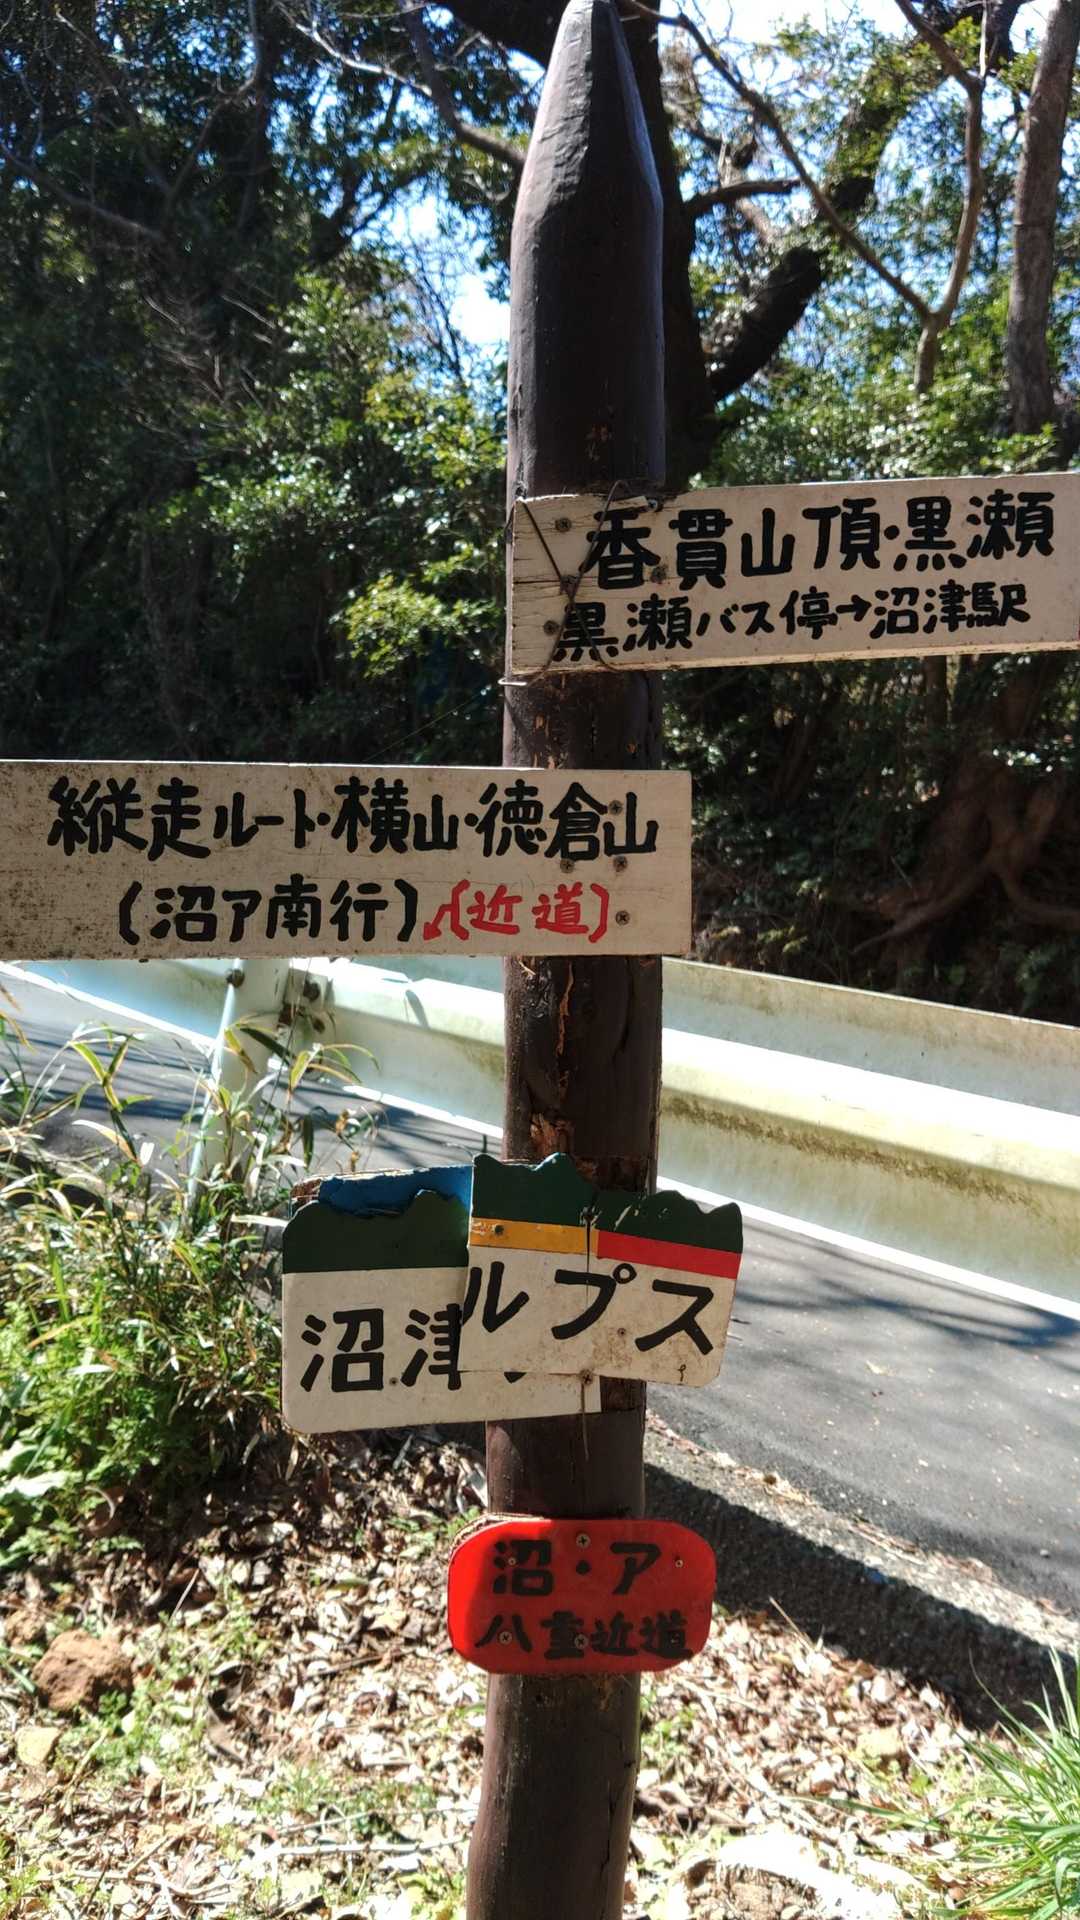 香貫山頂・黒瀬
黒瀬バス停→沼津駅
縦走ルート・横山・徳倉山
(沼ア南行)(近道)
沼津ルプス
沼・ア
八重近道